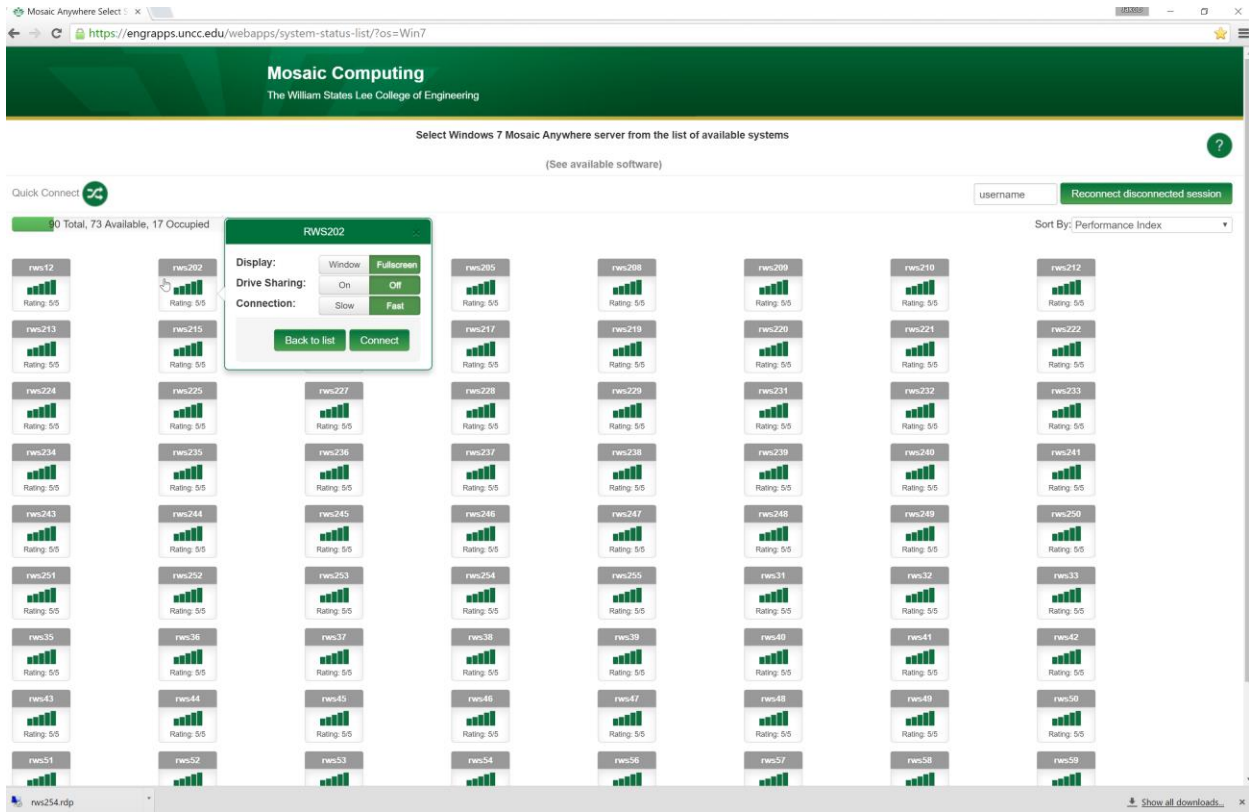 Mosaic Anywhere Select S
https://engrapps.uncc.edu/webapps/system-status-list/?os=Win7
Mosaic Computing
The William States Lee College of Engineering
Select Windows 7 Mosaic Anywhere server from the list of available systems
(See available software)
?
Quick Connect
username Reconnect disconnected session
90 Total, 73 Available, 17 Occupied
Sort By: Performance Index
RWS202
Display: Window Fullscreen
Drive Sharing: On Off
Connection: Slow Fast
Back to list Connect
rws12 rws202 rws205 rws208 rws209 rws210 rws212
Rating: 5/5 Rating: 5/5 Rating: 5/5 Rating: 5/5 Rating: 5/5 Rating: 5/5 Rating: 5/5
rws213 rws215 rws217 rws219 rws220 rws221 rws222
Rating: 5/5 Rating: 5/5 Rating: 5/5 Rating: 5/5 Rating: 5/5 Rating: 5/5 Rating: 5/5
rws224 rws225 rws227 rws228 rws229 rws231 rws232 rws233
Rating: 5/5 Rating: 5/5 Rating: 5/5 Rating: 5/5 Rating: 5/5 Rating: 5/5 Rating: 5/5 Rating: 5/5
rws234 rws235 rws236 rws237 rws238 rws239 rws240 rws241
Rating: 5/5 Rating: 5/5 Rating: 5/5 Rating: 5/5 Rating: 5/5 Rating: 5/5 Rating: 5/5 Rating: 5/5
rws243 rws244 rws245 rws246 rws247 rws248 rws249 rws250
Rating: 5/5 Rating: 5/5 Rating: 5/5 Rating: 5/5 Rating: 5/5 Rating: 5/5 Rating: 5/5 Rating: 5/5
rws251 rws252 rws253 rws254 rws255 rws31 rws32 rws33
Rating: 5/5 Rating: 5/5 Rating: 5/5 Rating: 5/5 Rating: 5/5 Rating: 5/5 Rating: 5/5 Rating: 5/5
rws35 rws36 rws37 rws38 rws39 rws40 rws41 rws42
Rating: 5/5 Rating: 5/5 Rating: 5/5 Rating: 5/5 Rating: 5/5 Rating: 5/5 Rating: 5/5 Rating: 5/5
rws43 rws44 rws45 rws46 rws47 rws48 rws49 rws50
Rating: 5/5 Rating: 5/5 Rating: 5/5 Rating: 5/5 Rating: 5/5 Rating: 5/5 Rating: 5/5 Rating: 5/5
rws51 rws52 rws53 rws54 rws56 rws57 rws58 rws59
rws254.rdp
Show all downloads...